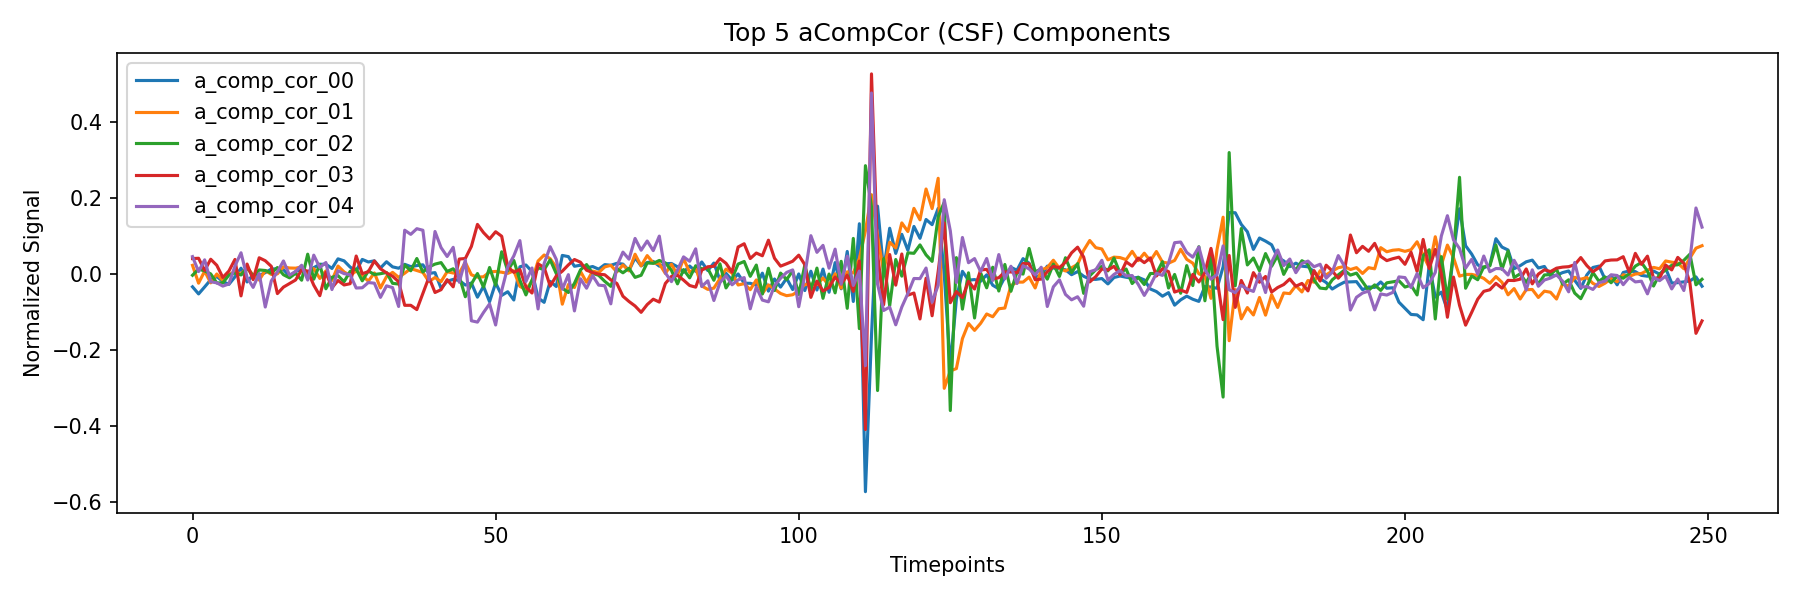 Top 5 aCompCor (CSF) Components
a_comp_cor_00
a_comp_cor_01
a_comp_cor_02
a_comp_cor_03
a_comp_cor_04
Normalized Signal
0.4
0.2
0.0
−0.2
−0.4
−0.6
0 50 100 150 200 250
Timepoints